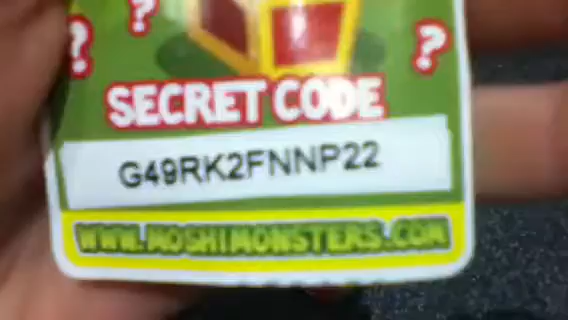 ? ? ?
SECRET CODE
G49RK2FNNP22
WWW.MOSHIMONSTERS.COM